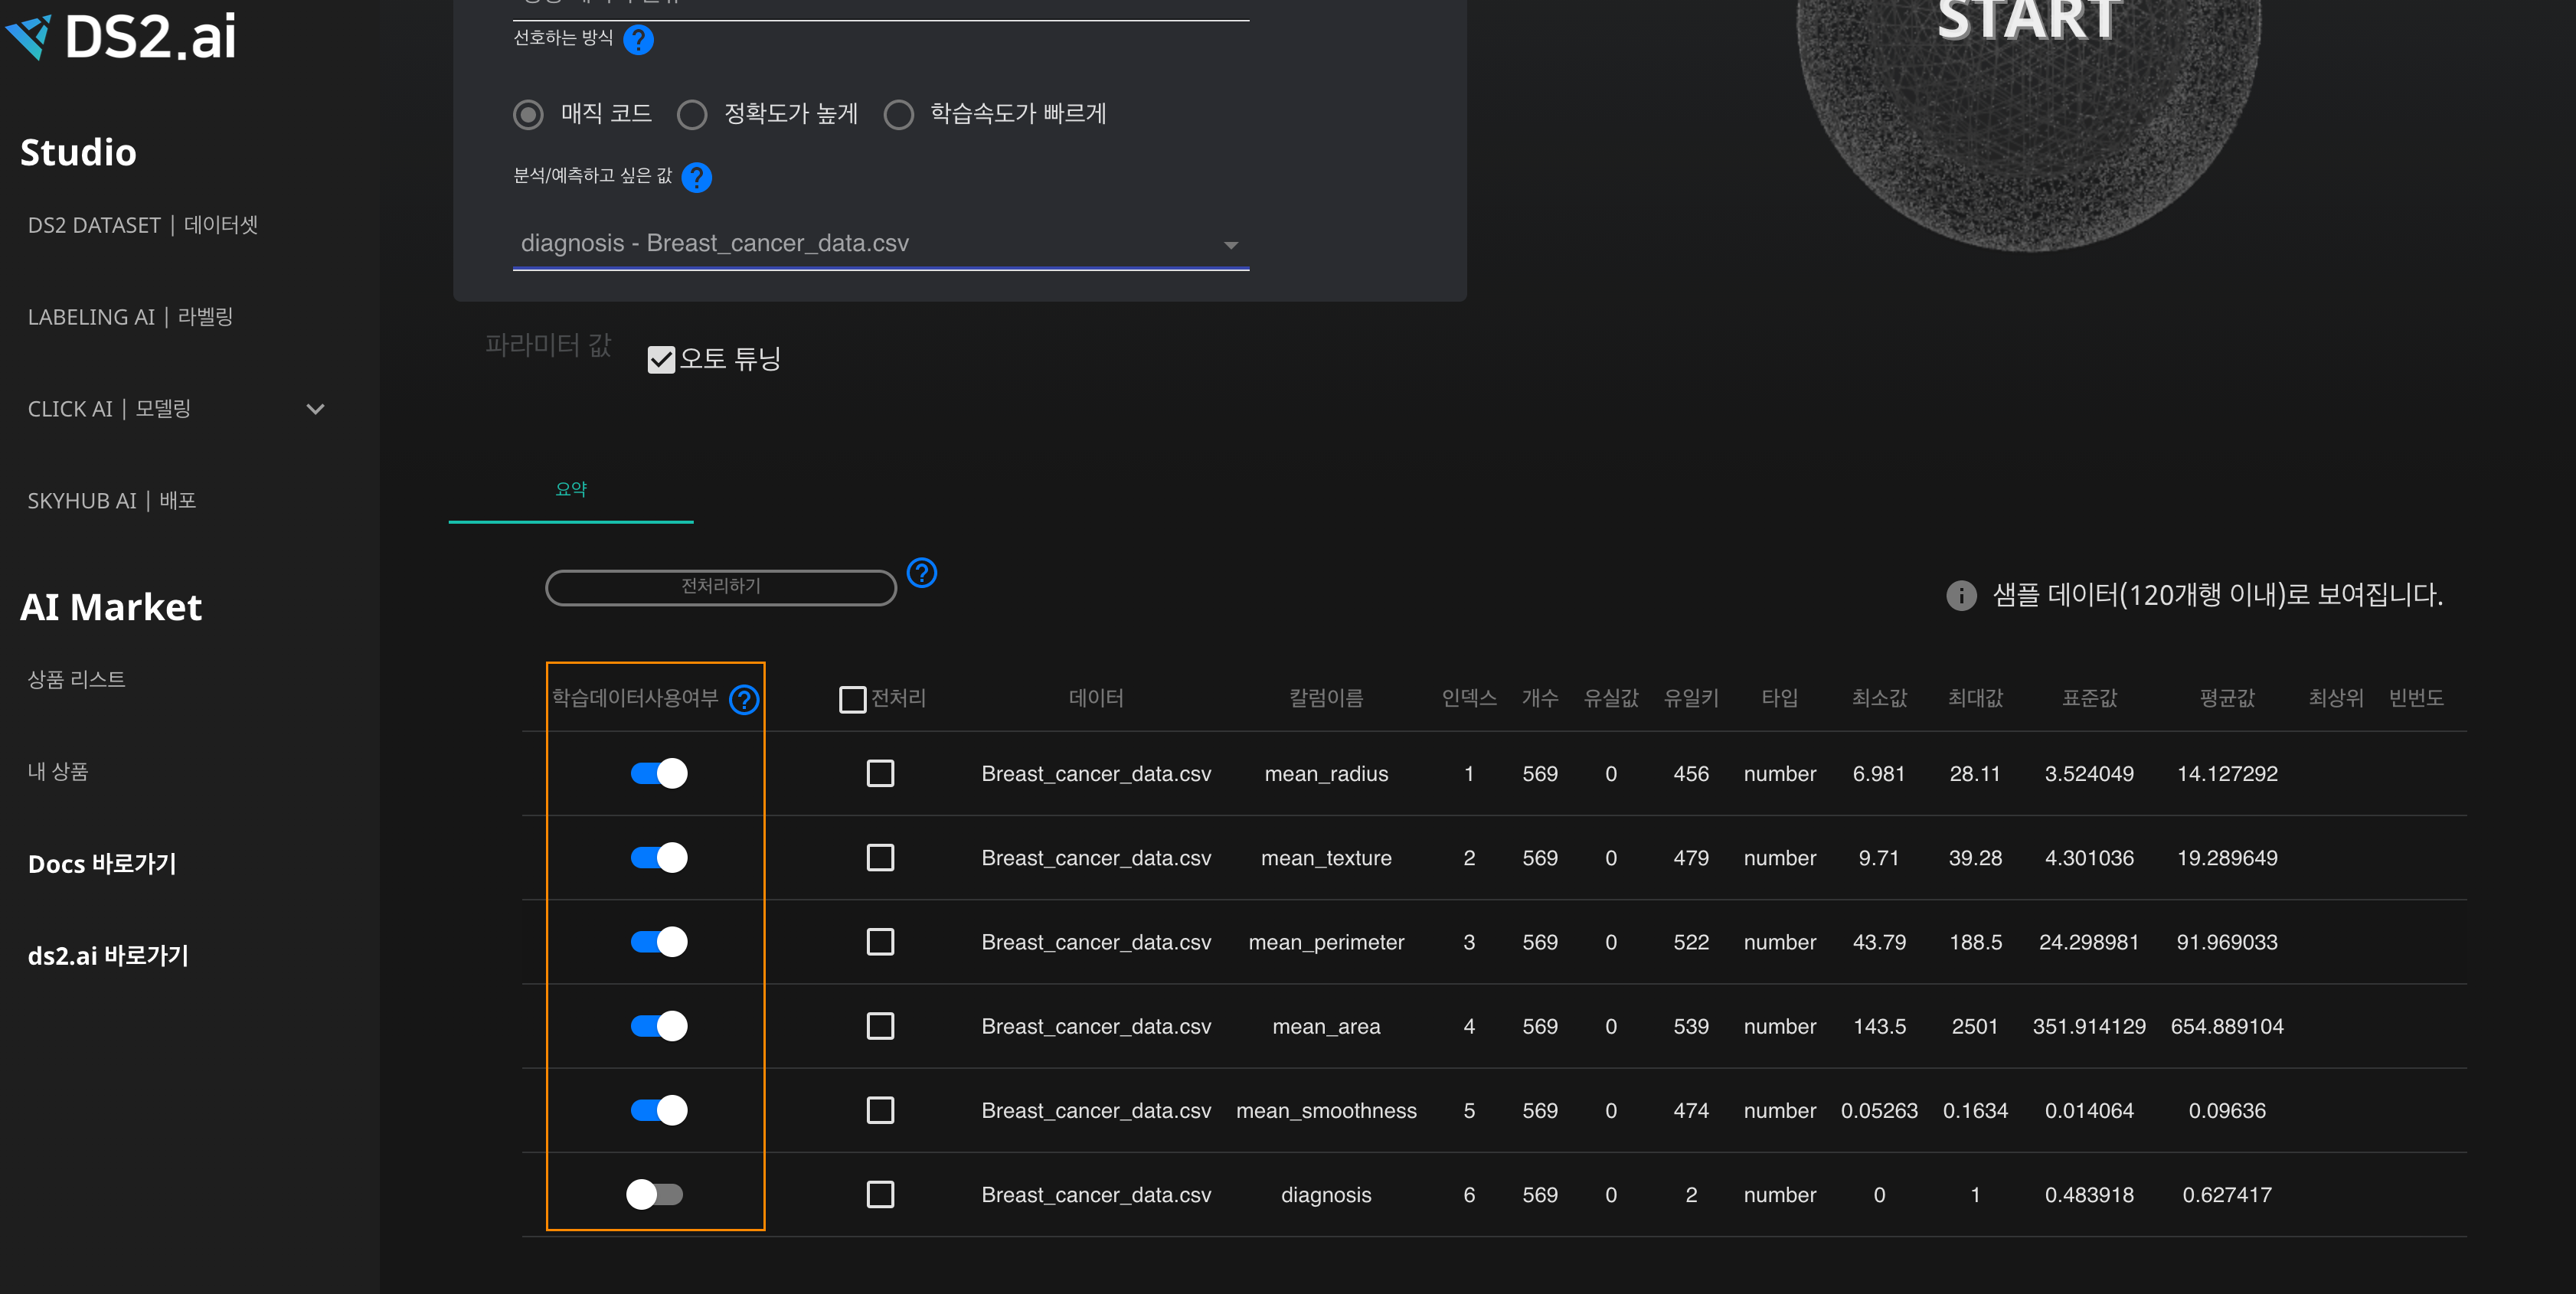 DS2.ai
Studio
DS2 DATASET | 데이터셋
LABELING AI | 라벨링
CLICK AI | 모델링
SKYHUB AI | 배포
AI Market
상품 리스트
내 상품
Docs 바로가기
ds2.ai 바로가기
START
선호하는 방식 ?
매직 코드 정확도가 높게 학습속도가 빠르게
분석/예측하고 싶은 값 ?
diagnosis - Breast_cancer_data.csv
파라미터 값 오토 튜닝
요약
전처리하기 ?
샘플 데이터(120개행 이내)로 보여집니다.
학습데이터사용여부 ? 전처리 데이터 칼럼이름 인덱스 개수 유실값 유일키 타입 최소값 최대값 표준값 평균값 최상위 빈번도
Breast_cancer_data.csv mean_radius 1 569 0 456 number 6.981 28.11 3.524049 14.127292
Breast_cancer_data.csv mean_texture 2 569 0 479 number 9.71 39.28 4.301036 19.289649
Breast_cancer_data.csv mean_perimeter 3 569 0 522 number 43.79 188.5 24.298981 91.969033
Breast_cancer_data.csv mean_area 4 569 0 539 number 143.5 2501 351.914129 654.889104
Breast_cancer_data.csv mean_smoothness 5 569 0 474 number 0.05263 0.1634 0.014064 0.09636
Breast_cancer_data.csv diagnosis 6 569 0 2 number 0 1 0.483918 0.627417